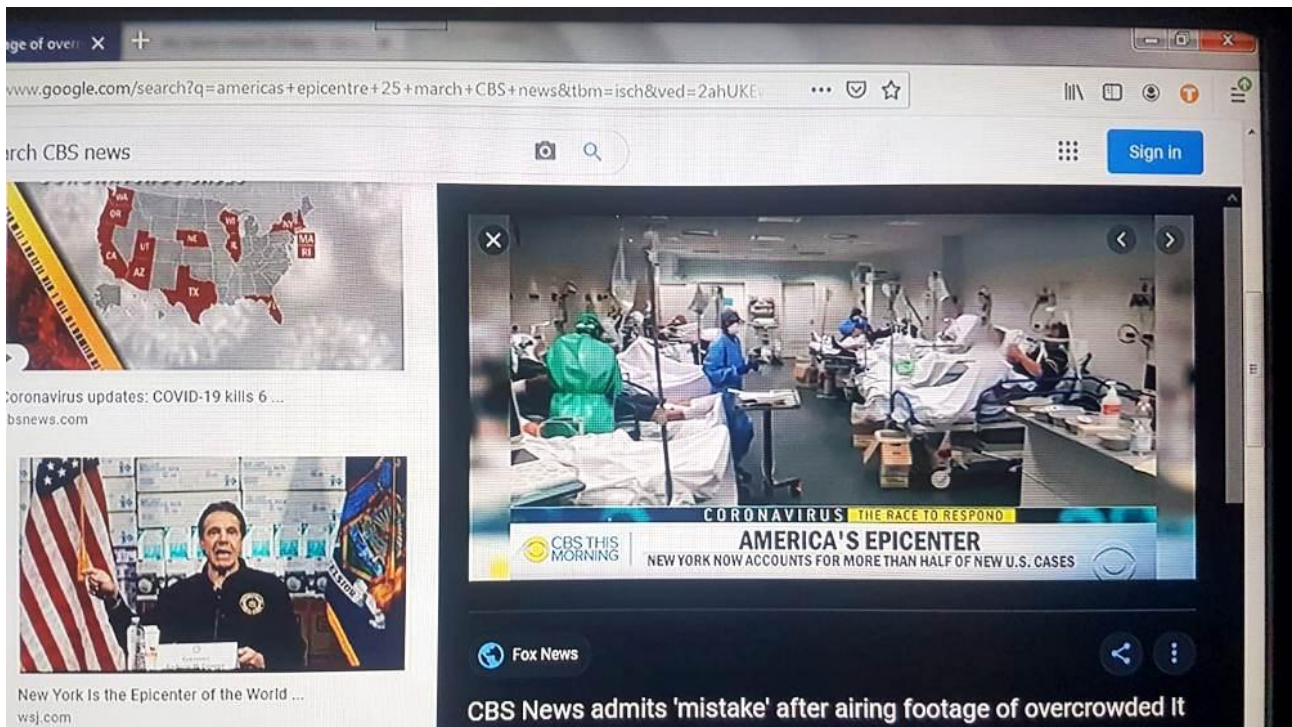 age of over
www.google.com/search?q=americas+epicentre+25+march+CBS+news&tbm=isch&ved=2ahUKE
rch CBS news
Sign in
WA
OR
CA
UT
AZ
NE
TX
WI
IL
NY
MA
RI
Coronavirus updates: COVID-19 kills 6 ...
bsnews.com
New York Is the Epicenter of the World ...
wsj.com
CORONAVIRUS THE RACE TO RESPOND
CBS THIS MORNING
AMERICA'S EPICENTER
NEW YORK NOW ACCOUNTS FOR MORE THAN HALF OF NEW U.S. CASES
Fox News
CBS News admits 'mistake' after airing footage of overcrowded It